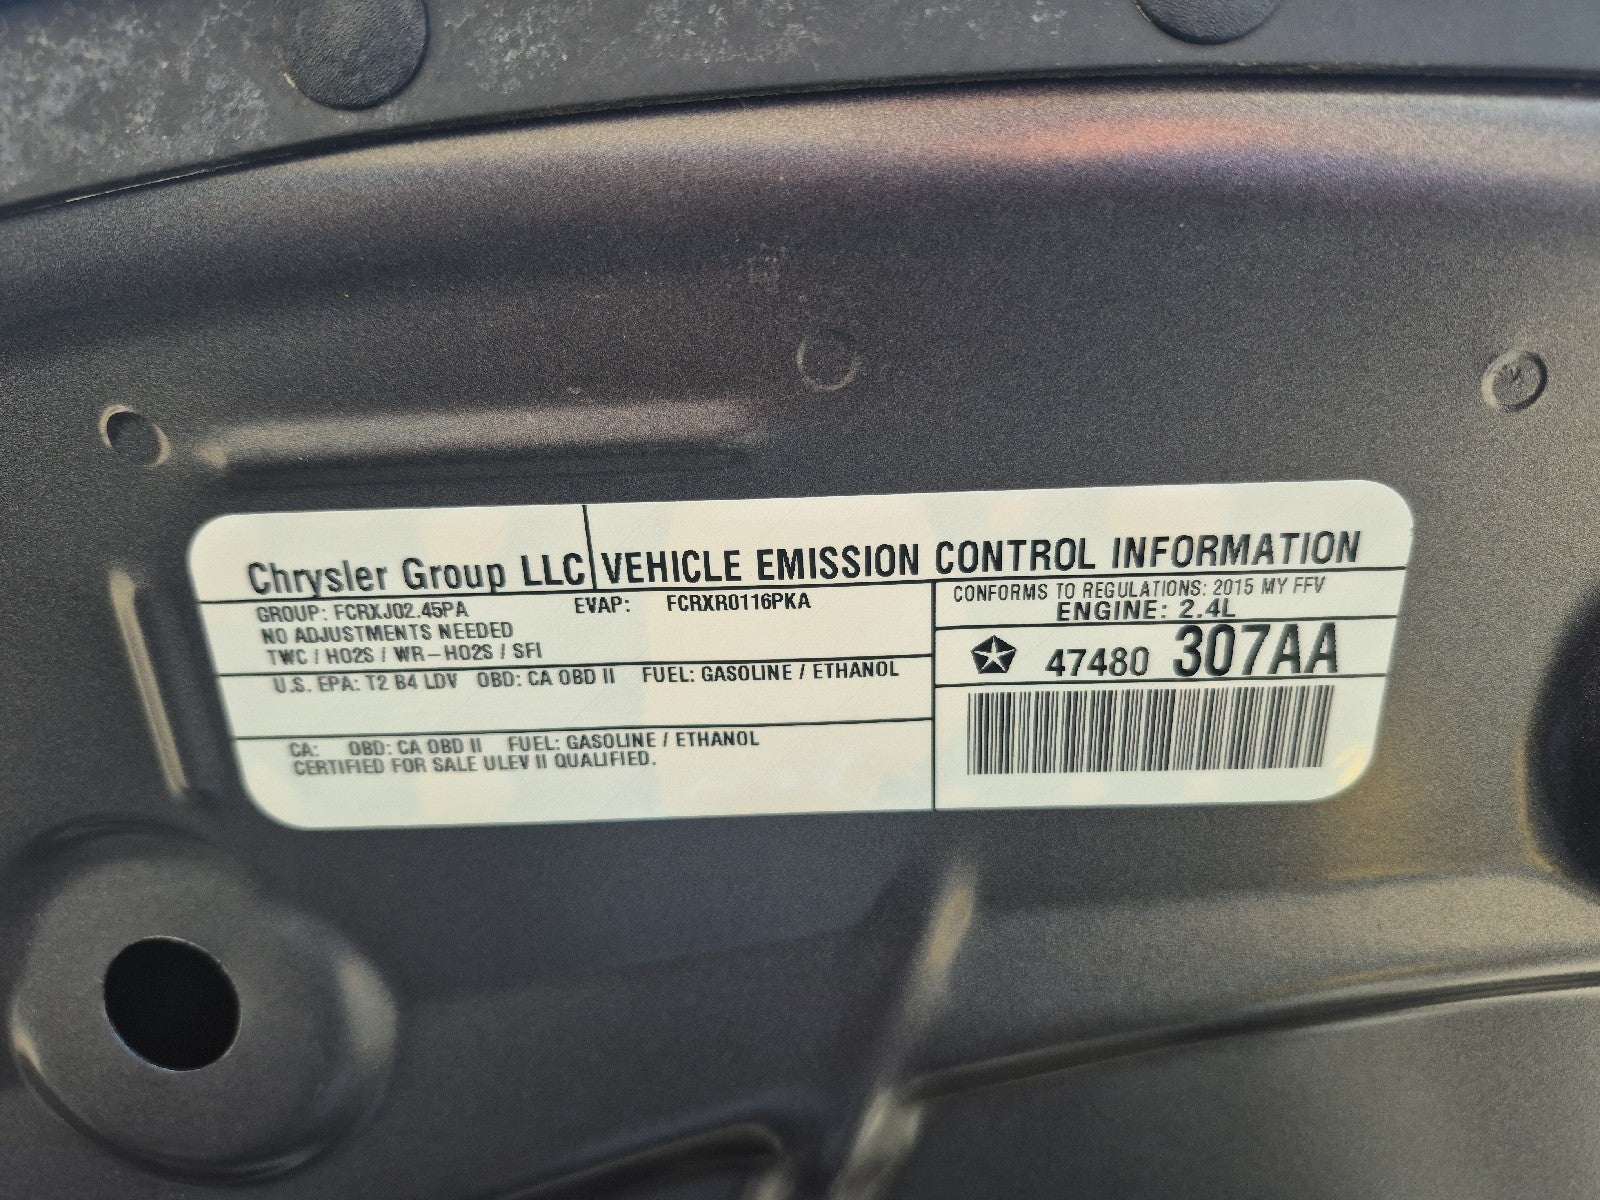 Chrysler Group LLC VEHICLE EMISSION CONTROL INFORMATION
GROUP: FCRXJ02.45PA EVAP: FCRXR0116PKA
NO ADJUSTMENTS NEEDED
TWC / HO2S / WR-HO2S / SFI
CONFORMS TO REGULATIONS: 2015 MY FFV
ENGINE: 2.4L
47480 307AA
U.S. EPA: T2 B4 LDV OBD: CA OBD II FUEL: GASOLINE / ETHANOL
CA: OBD: CA OBD II FUEL: GASOLINE / ETHANOL
CERTIFIED FOR SALE ULEV II QUALIFIED.